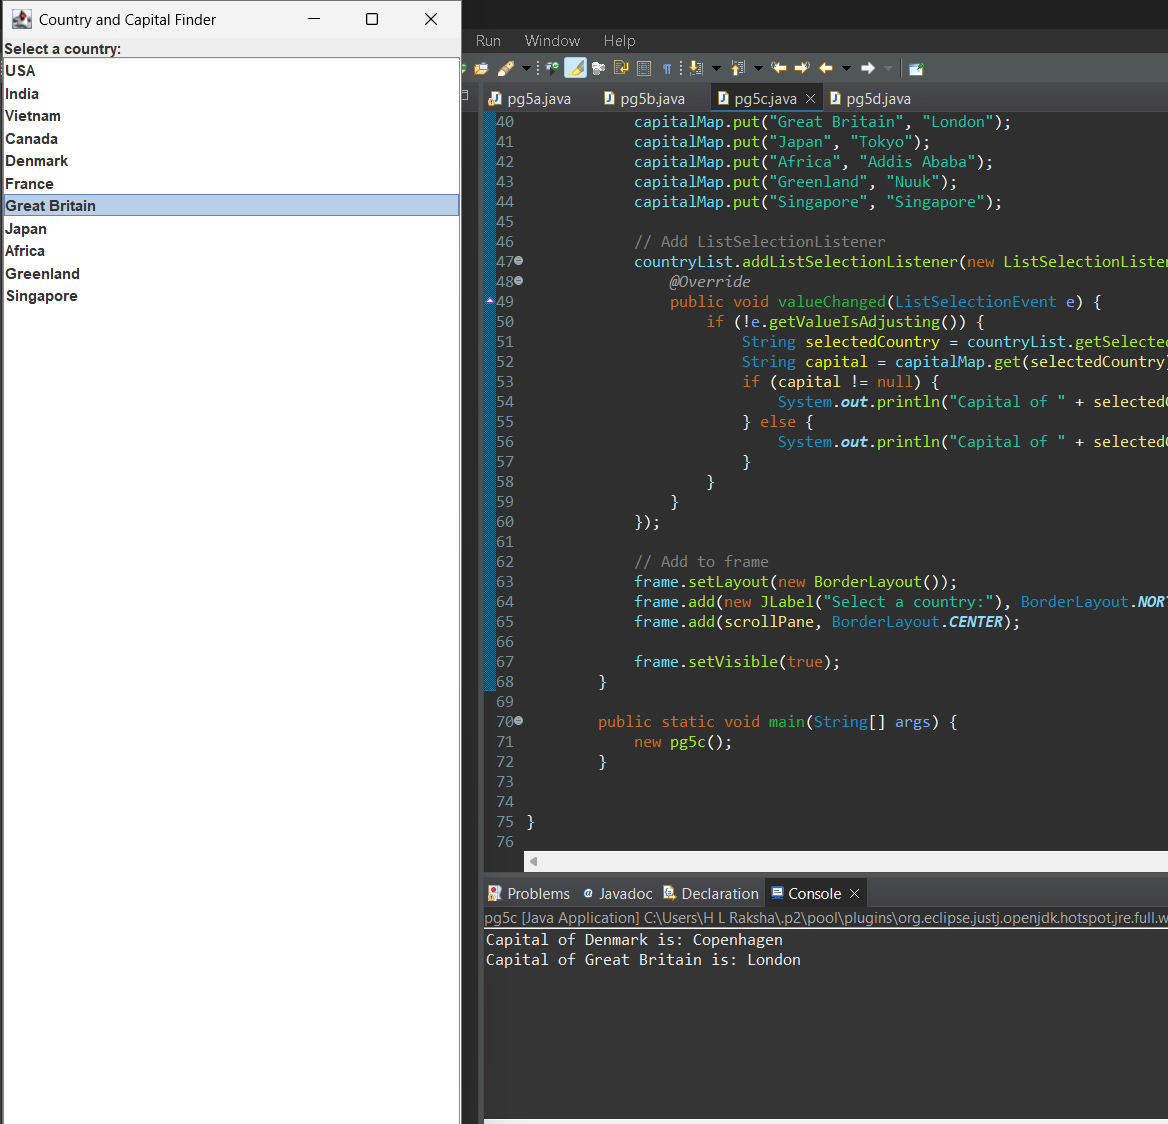 Country and Capital Finder
Select a country:
USA
India
Vietnam
Canada
Denmark
France
Great Britain
Japan
Africa
Greenland
Singapore
Run Window Help
pg5a.java pg5b.java pg5c.java pg5d.java
40 capitalMap.put("Great Britain", "London");
41 capitalMap.put("Japan", "Tokyo");
42 capitalMap.put("Africa", "Addis Ababa");
43 capitalMap.put("Greenland", "Nuuk");
44 capitalMap.put("Singapore", "Singapore");
45
46 // Add ListSelectionListener
47 countryList.addListSelectionListener(new ListSelectionListe
48 @Override
49 public void valueChanged(ListSelectionEvent e) {
50 if (!e.getValueIsAdjusting()) {
51 String selectedCountry = countryList.getSelecte
52 String capital = capitalMap.get(selectedCountry)
53 if (capital != null) {
54 System.out.println("Capital of " + selectedC
55 } else {
56 System.out.println("Capital of " + selectedC
57 }
58 }
59 }
60 });
61
62 // Add to frame
63 frame.setLayout(new BorderLayout());
64 frame.add(new JLabel("Select a country:"), BorderLayout.NORT
65 frame.add(scrollPane, BorderLayout.CENTER);
66
67 frame.setVisible(true);
68 }
69
70 public static void main(String[] args) {
71 new pg5c();
72 }
73
74
75 }
76
Problems Javadoc Declaration Console
pg5c [Java Application] C:\Users\H L Raksha\.p2\pool\plugins\org.eclipse.justj.openjdk.hotspot.jre.full.w
Capital of Denmark is: Copenhagen
Capital of Great Britain is: London